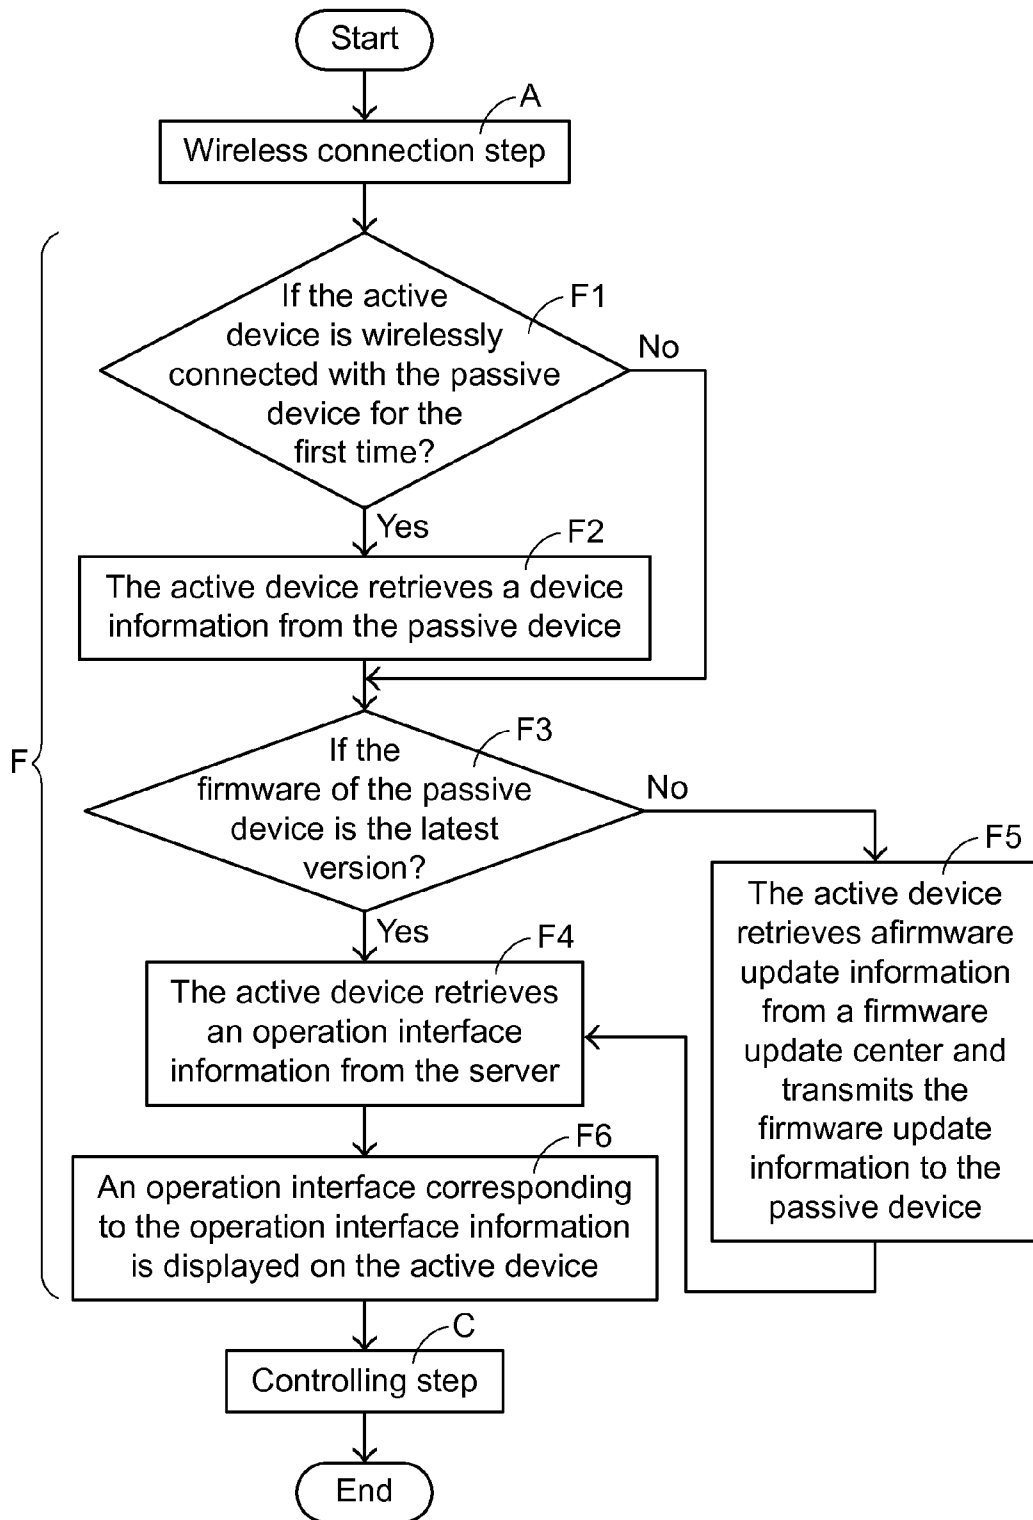 Start
A
Wireless connection step
F1
If the active
device is wirelessly
connected with the passive
device for the
first time?
No
Yes
F2
The active device retrieves a device
information from the passive device
F
F3
If the
firmware of the passive
device is the latest
version?
No
Yes
F5
The active device
retrieves afirmware
update information
from a firmware
update center and
transmits the
firmware update
information to the
passive device
F4
The active device retrieves
an operation interface
information from the server
F6
An operation interface corresponding
to the operation interface information
is displayed on the active device
C
Controlling step
End